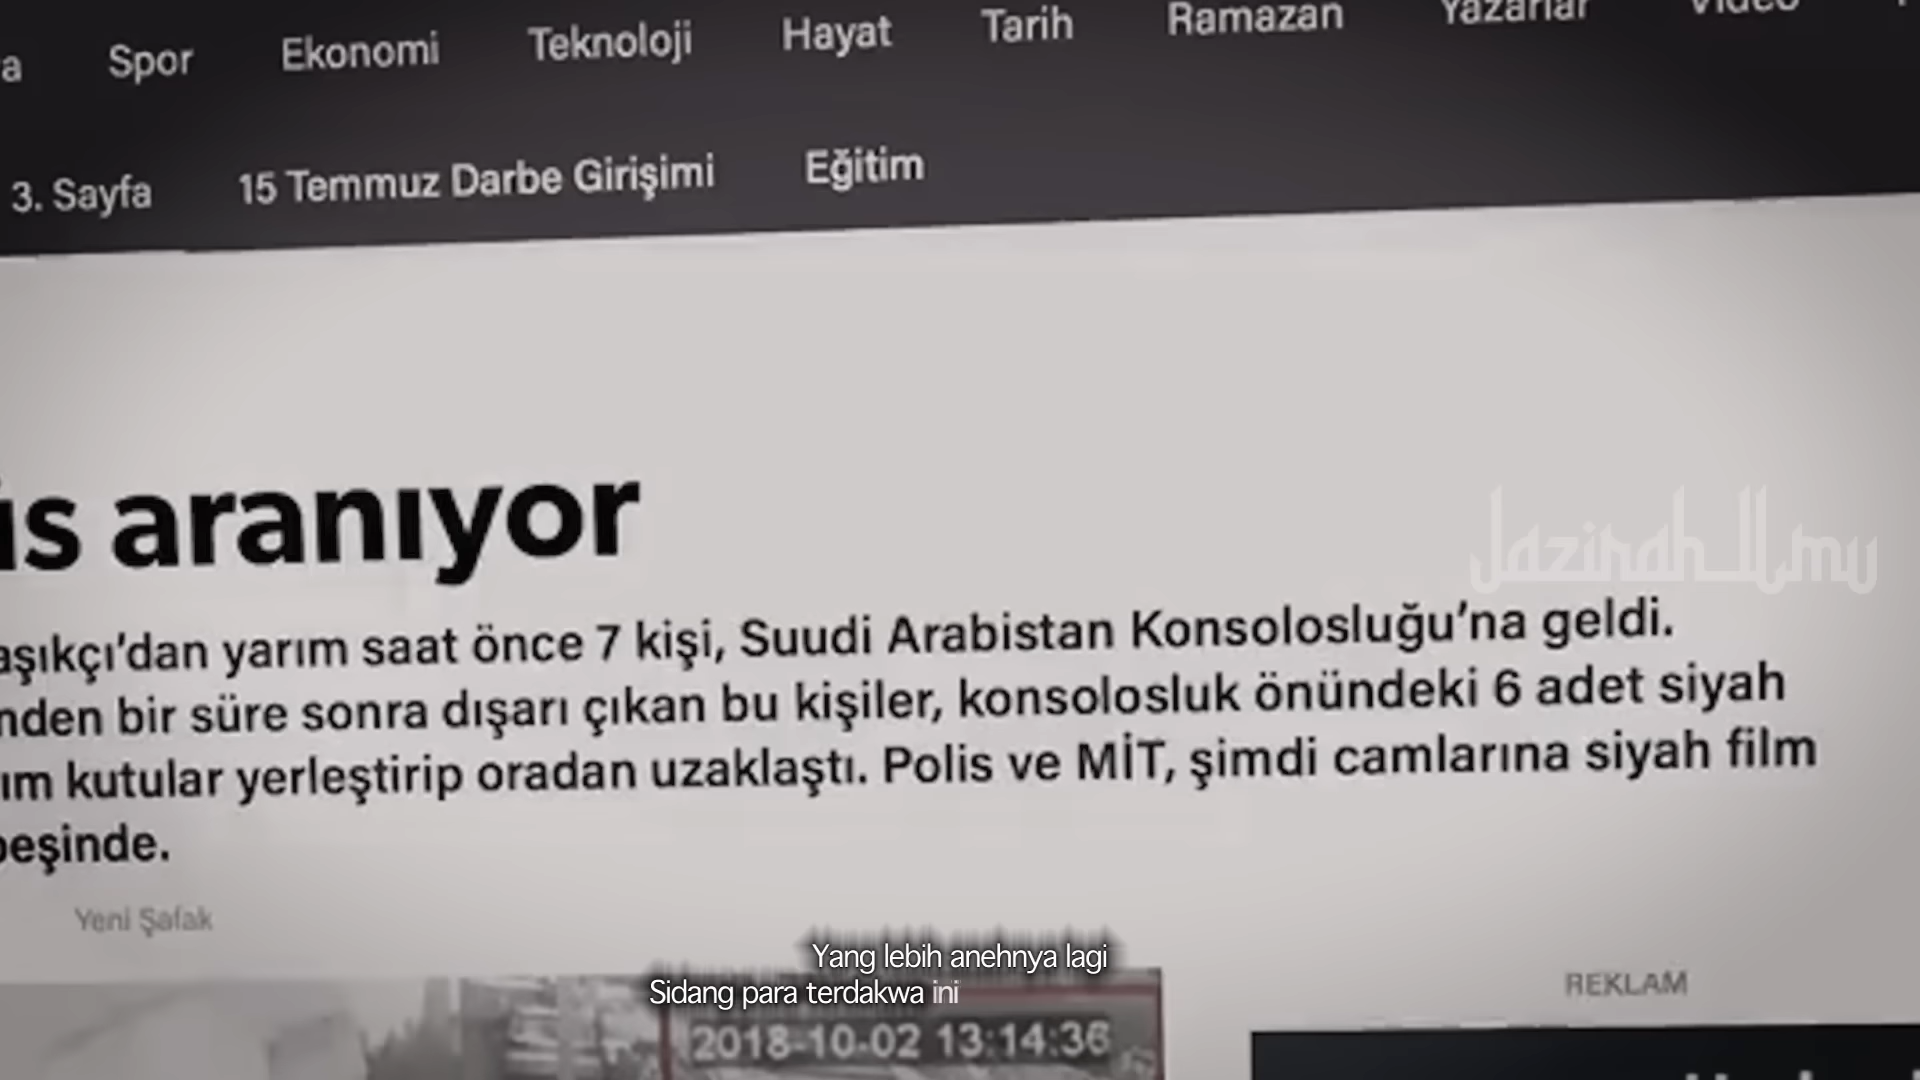 a Spor Ekonomi Teknoloji Hayat Tarih Ramazan Yazarlar Video
3. Sayfa 15 Temmuz Darbe Girişimi Eğitim
is aranıyor
Jazirah_Ilmu
aşıkçı’dan yarım saat önce 7 kişi, Suudi Arabistan Konsolosluğu’na geldi.
nden bir süre sonra dışarı çıkan bu kişiler, konsolosluk önündeki 6 adet siyah
ım kutular yerleştirip oradan uzaklaştı. Polis ve MİT, şimdi camlarına siyah film
peşinde.
Yeni Şafak
Yang lebih anehnya lagi
Sidang para terdakwa ini
REKLAM
2018-10-02 13:14:36